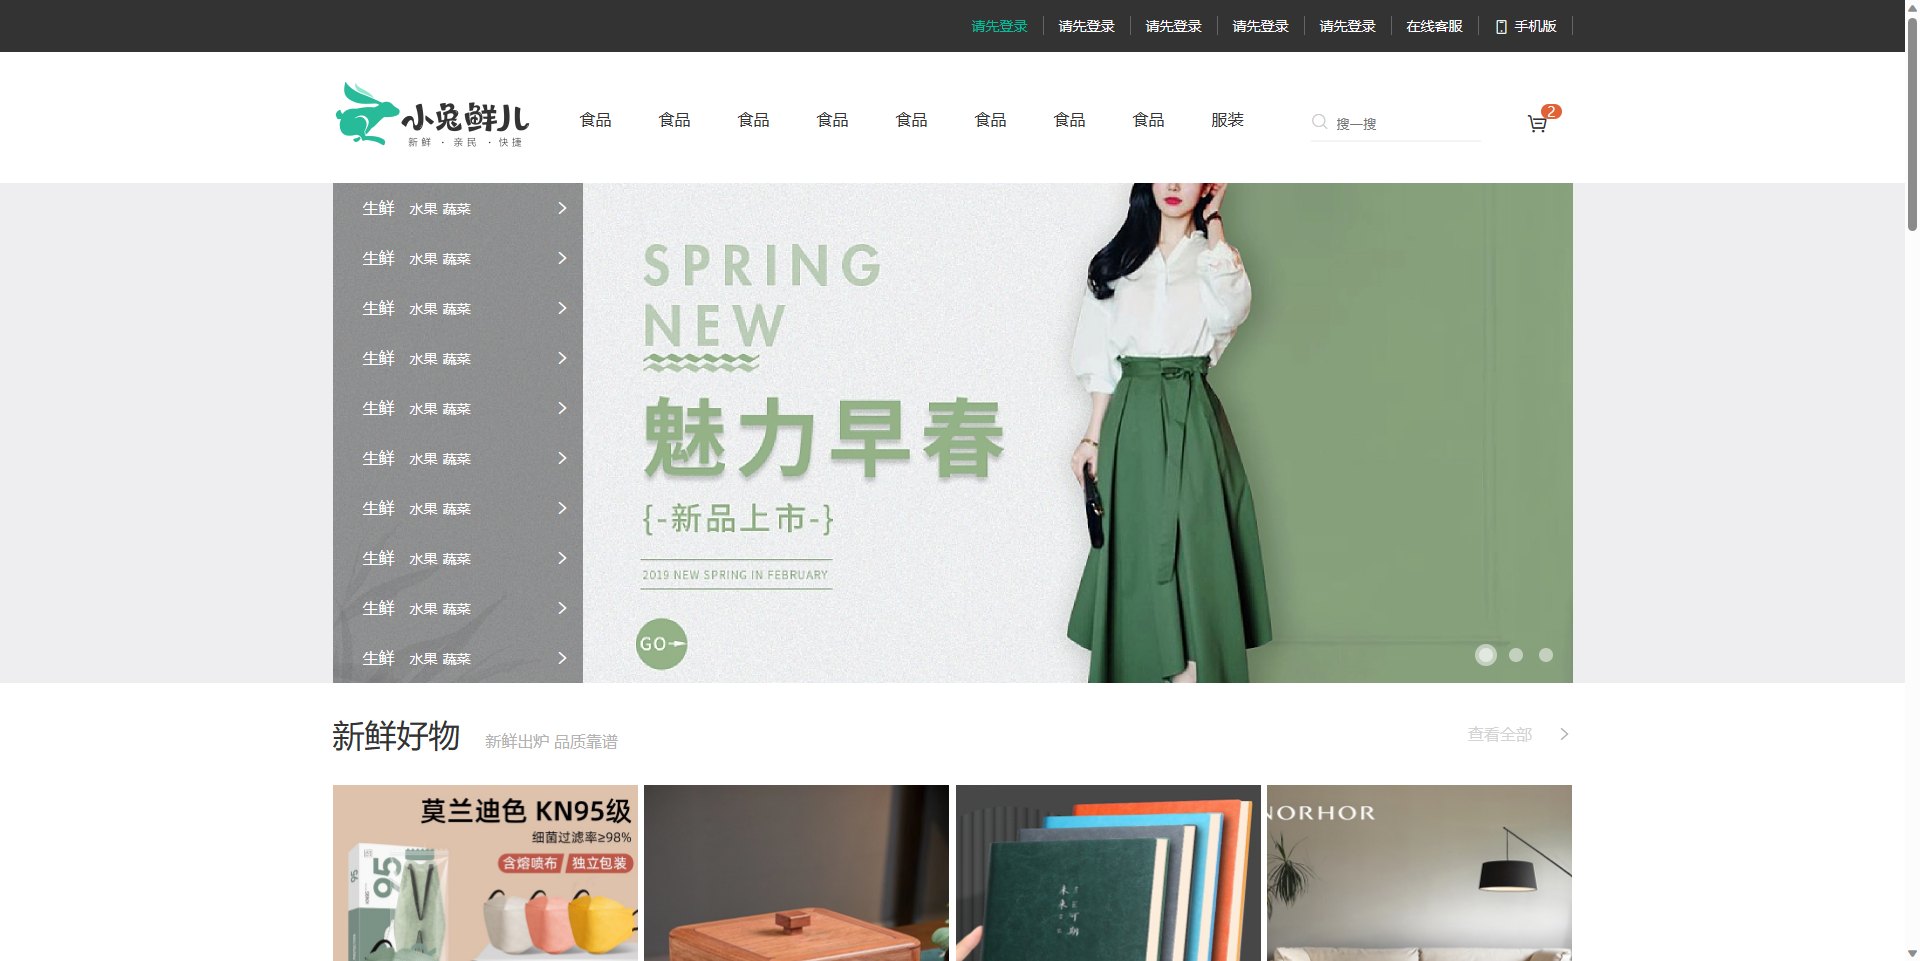 请先登录 请先登录 请先登录 请先登录 请先登录 在线客服 手机版
小兔鲜儿
新鲜 · 亲民 · 快捷
食品 食品 食品 食品 食品 食品 食品 食品 服装
搜一搜
2
生鲜 水果 蔬菜
生鲜 水果 蔬菜
生鲜 水果 蔬菜
生鲜 水果 蔬菜
生鲜 水果 蔬菜
生鲜 水果 蔬菜
生鲜 水果 蔬菜
生鲜 水果 蔬菜
生鲜 水果 蔬菜
生鲜 水果 蔬菜
SPRING
NEW
魅力早春
{-新品上市-}
2019 NEW SPRING IN FEBRUARY
GO
新鲜好物 新鲜出炉 品质靠谱
查看全部
莫兰迪色 KN95级
细菌过滤率≥98%
含熔喷布 独立包装
95
95
未来可期
NORHOR